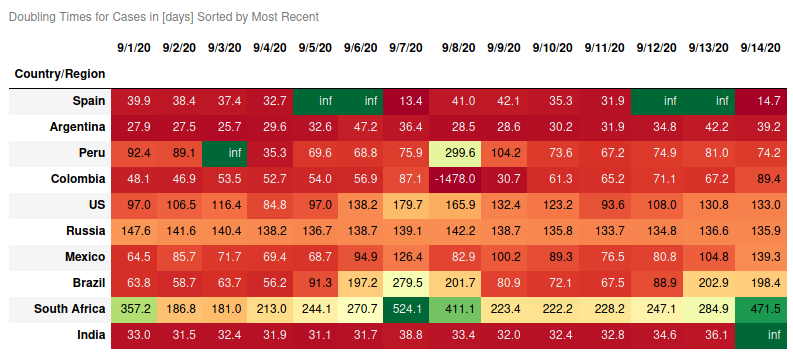 Doubling Times for Cases in [days] Sorted by Most Recent
9/1/20 9/2/20 9/3/20 9/4/20 9/5/20 9/6/20 9/7/20 9/8/20 9/9/20 9/10/20 9/11/20 9/12/20 9/13/20 9/14/20
Country/Region
Spain 39.9 38.4 37.4 32.7 inf inf 13.4 41.0 42.1 35.3 31.9 inf inf 14.7
Argentina 27.9 27.5 25.7 29.6 32.6 47.2 36.4 28.5 28.6 30.2 31.9 34.8 42.2 39.2
Peru 92.4 89.1 inf 35.3 69.6 68.8 75.9 299.6 104.2 73.6 67.2 74.9 81.0 74.2
Colombia 48.1 46.9 53.5 52.7 54.0 56.9 87.1 -1478.0 30.7 61.3 65.2 71.1 67.2 89.4
US 97.0 106.5 116.4 84.8 97.0 138.2 179.7 165.9 132.4 123.2 93.6 108.0 130.8 133.0
Russia 147.6 141.6 140.4 138.2 136.7 138.7 139.1 142.2 138.7 135.8 133.7 134.8 136.6 135.9
Mexico 64.5 85.7 71.7 69.4 68.7 94.9 126.4 82.9 100.2 89.3 76.5 80.8 104.8 139.3
Brazil 63.8 58.7 63.7 56.2 91.3 197.2 279.5 201.7 80.9 72.1 67.5 88.9 202.9 198.4
South Africa 357.2 186.8 181.0 213.0 244.1 270.7 524.1 411.1 223.4 222.2 228.2 247.1 284.9 471.5
India 33.0 31.5 32.4 31.9 31.1 31.7 38.8 33.4 32.0 32.4 32.8 34.6 36.1 inf